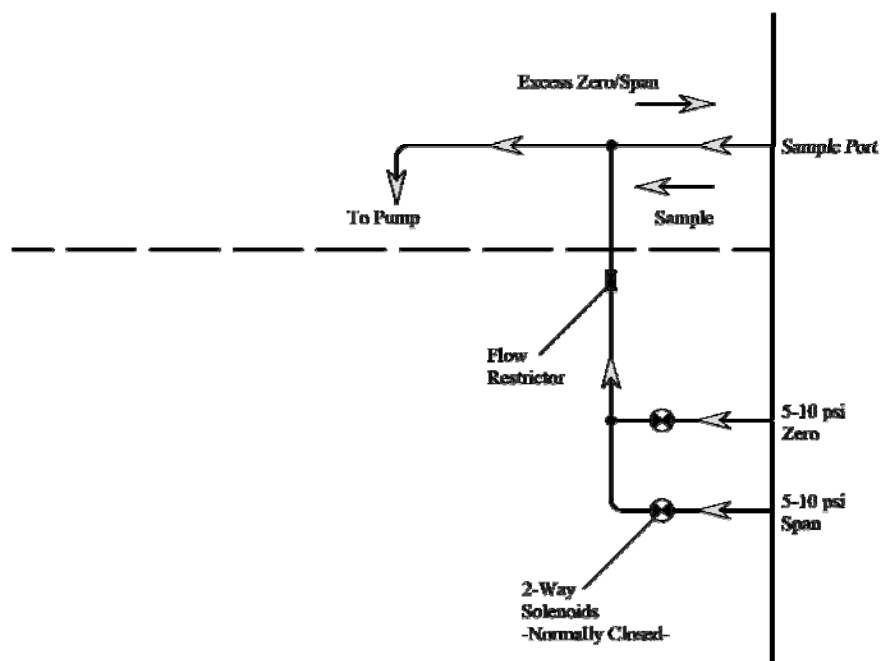 Excess Zero/Span
Sample Port
To Pump
Sample
Flow
Restrictor
5-10 psi
Zero
5-10 psi
Span
2-Way
Solenoids
-Normally Closed-